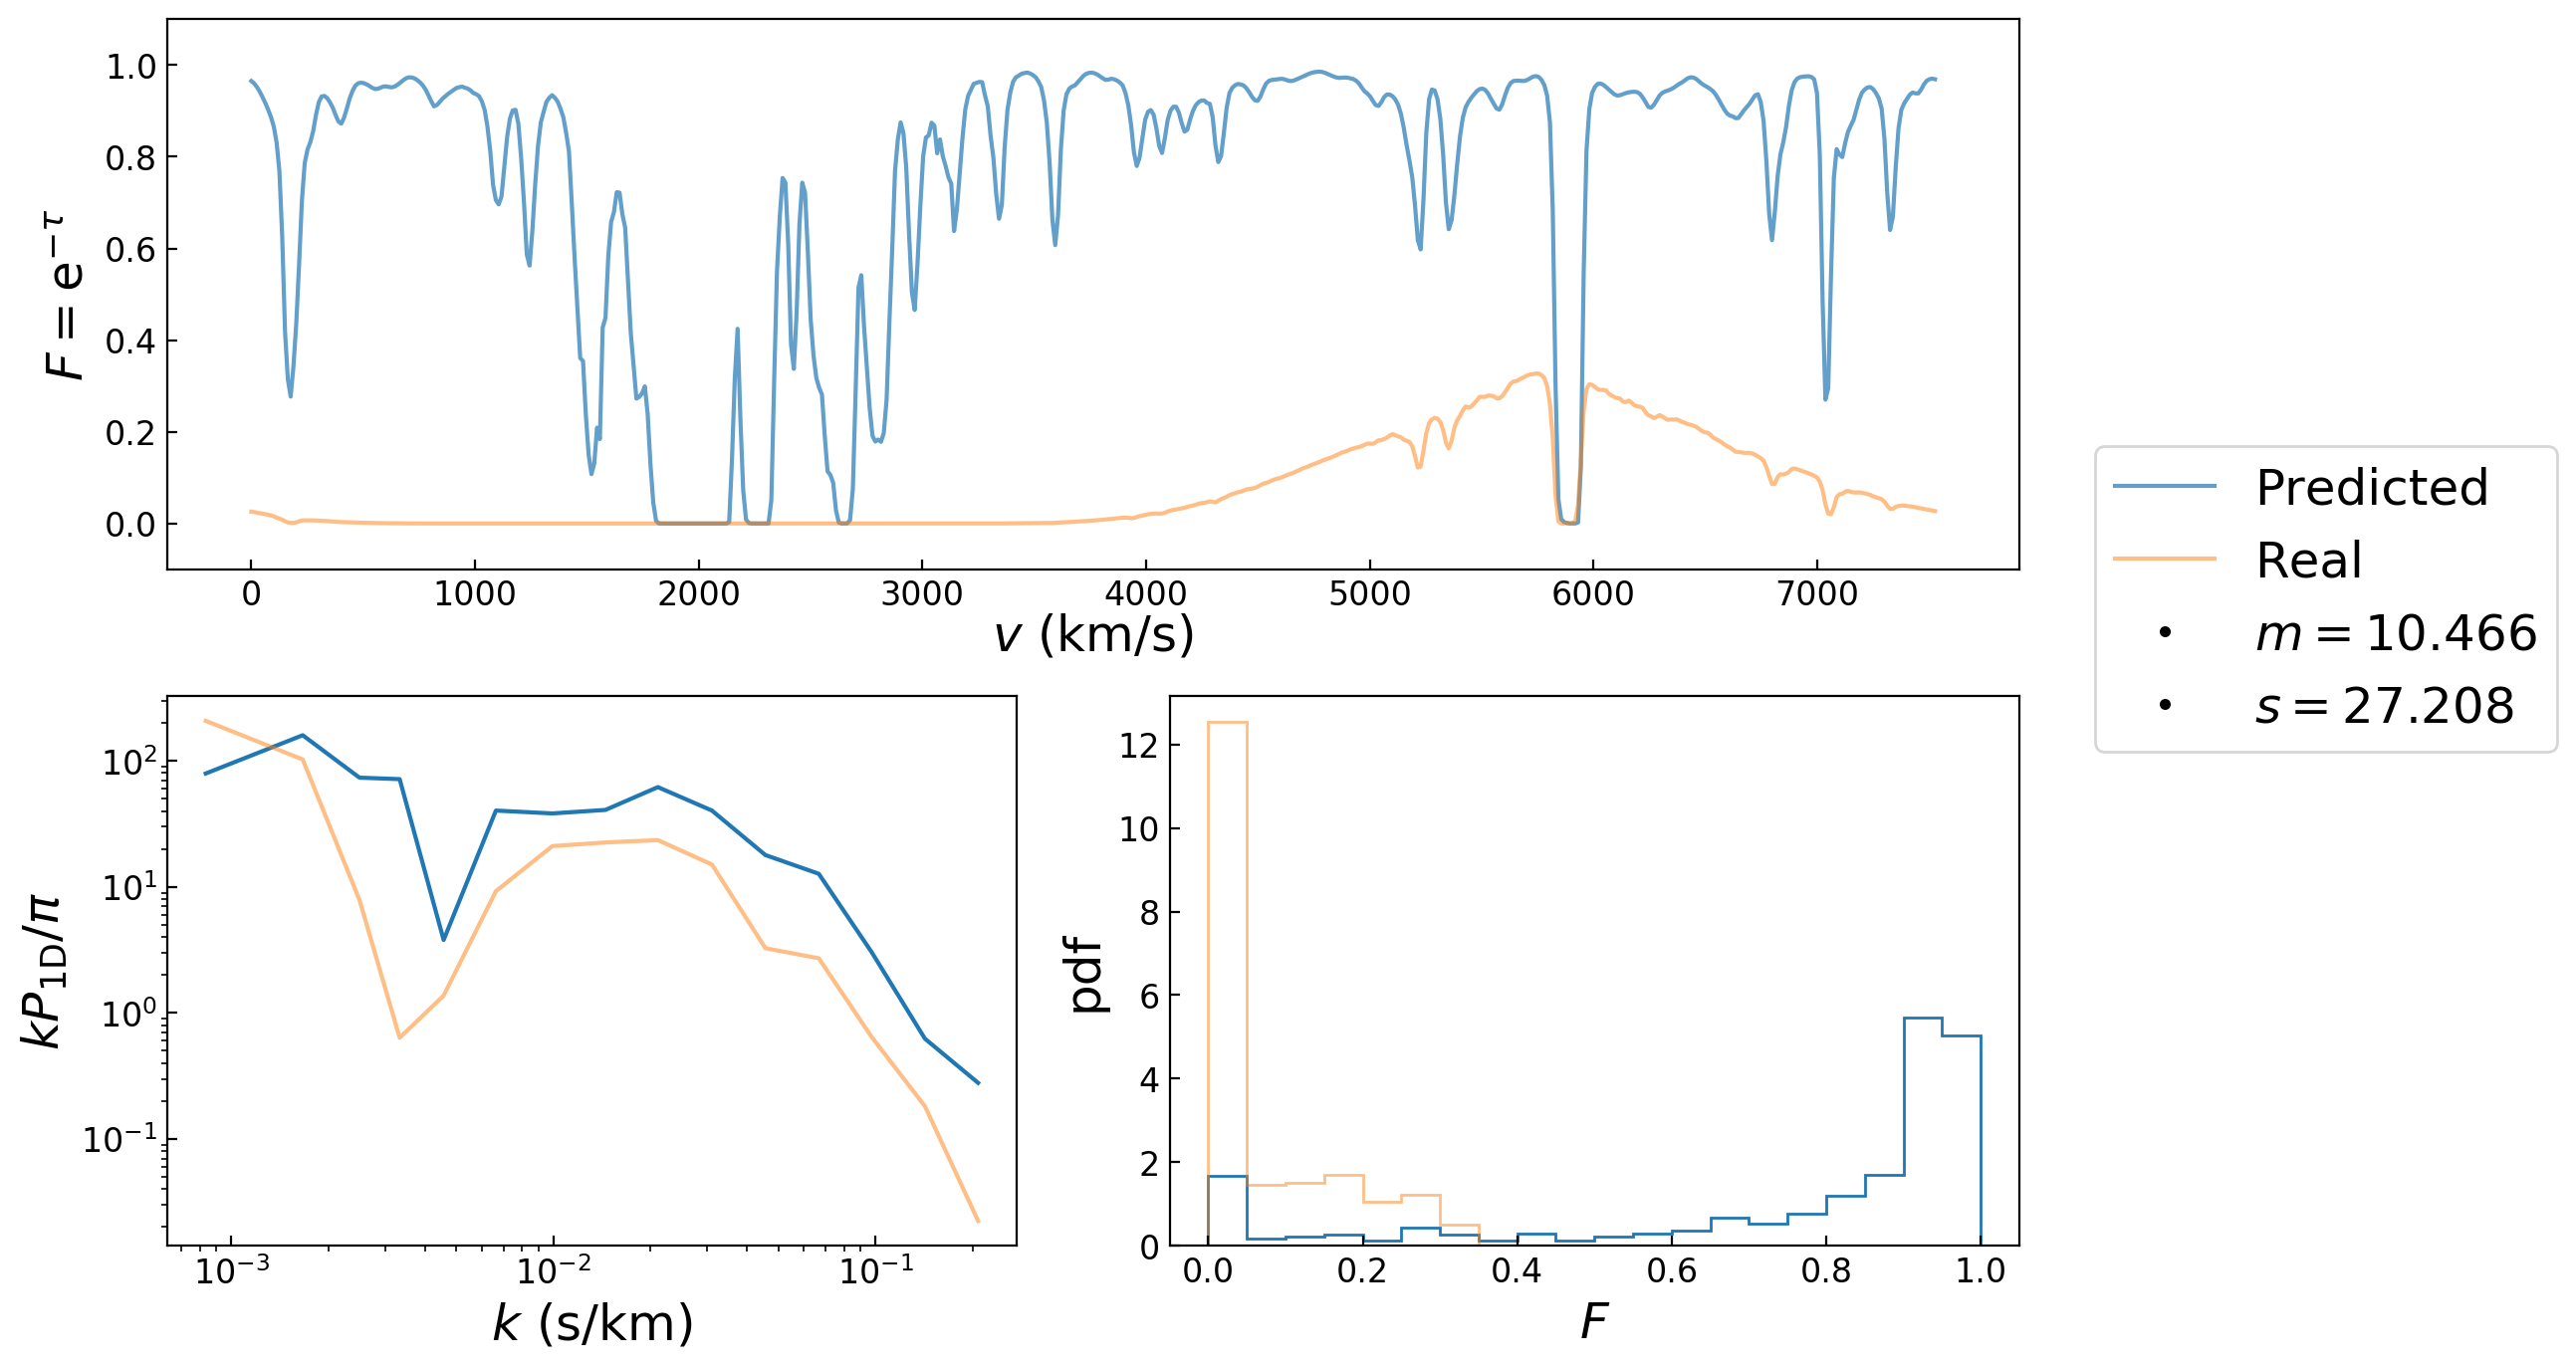 1.0
0.8
0.6
0.4
0.2
0.0
F = e^{−τ}
0 1000 2000 3000 4000 5000 6000 7000
v (km/s)
Predicted
Real
m = 10.466
s = 27.208
10^2
10^1
10^0
10^{−1}
kP_{1D}/π
10^{−3} 10^{−2} 10^{−1}
k (s/km)
12
10
8
6
4
2
0
pdf
0.0 0.2 0.4 0.6 0.8 1.0
F